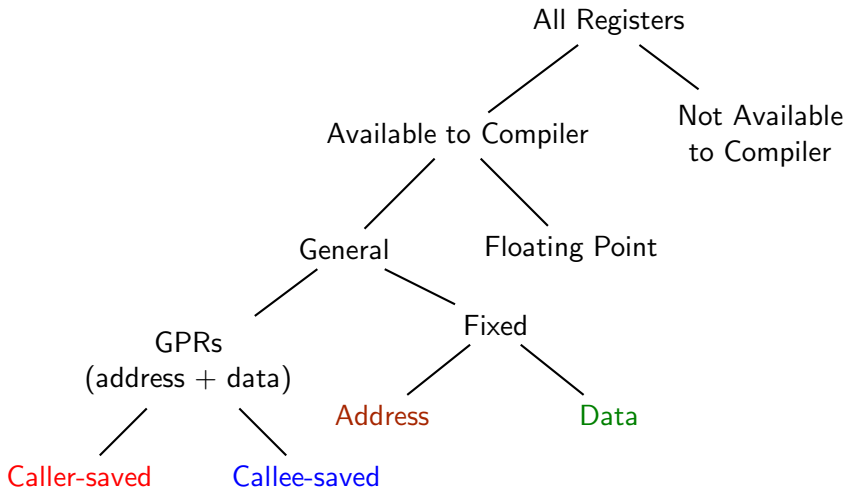 All Registers
Not Available
to Compiler
Available to Compiler
General
Floating Point
Fixed
GPRs
(address + data)
Address
Data
Caller-saved
Callee-saved